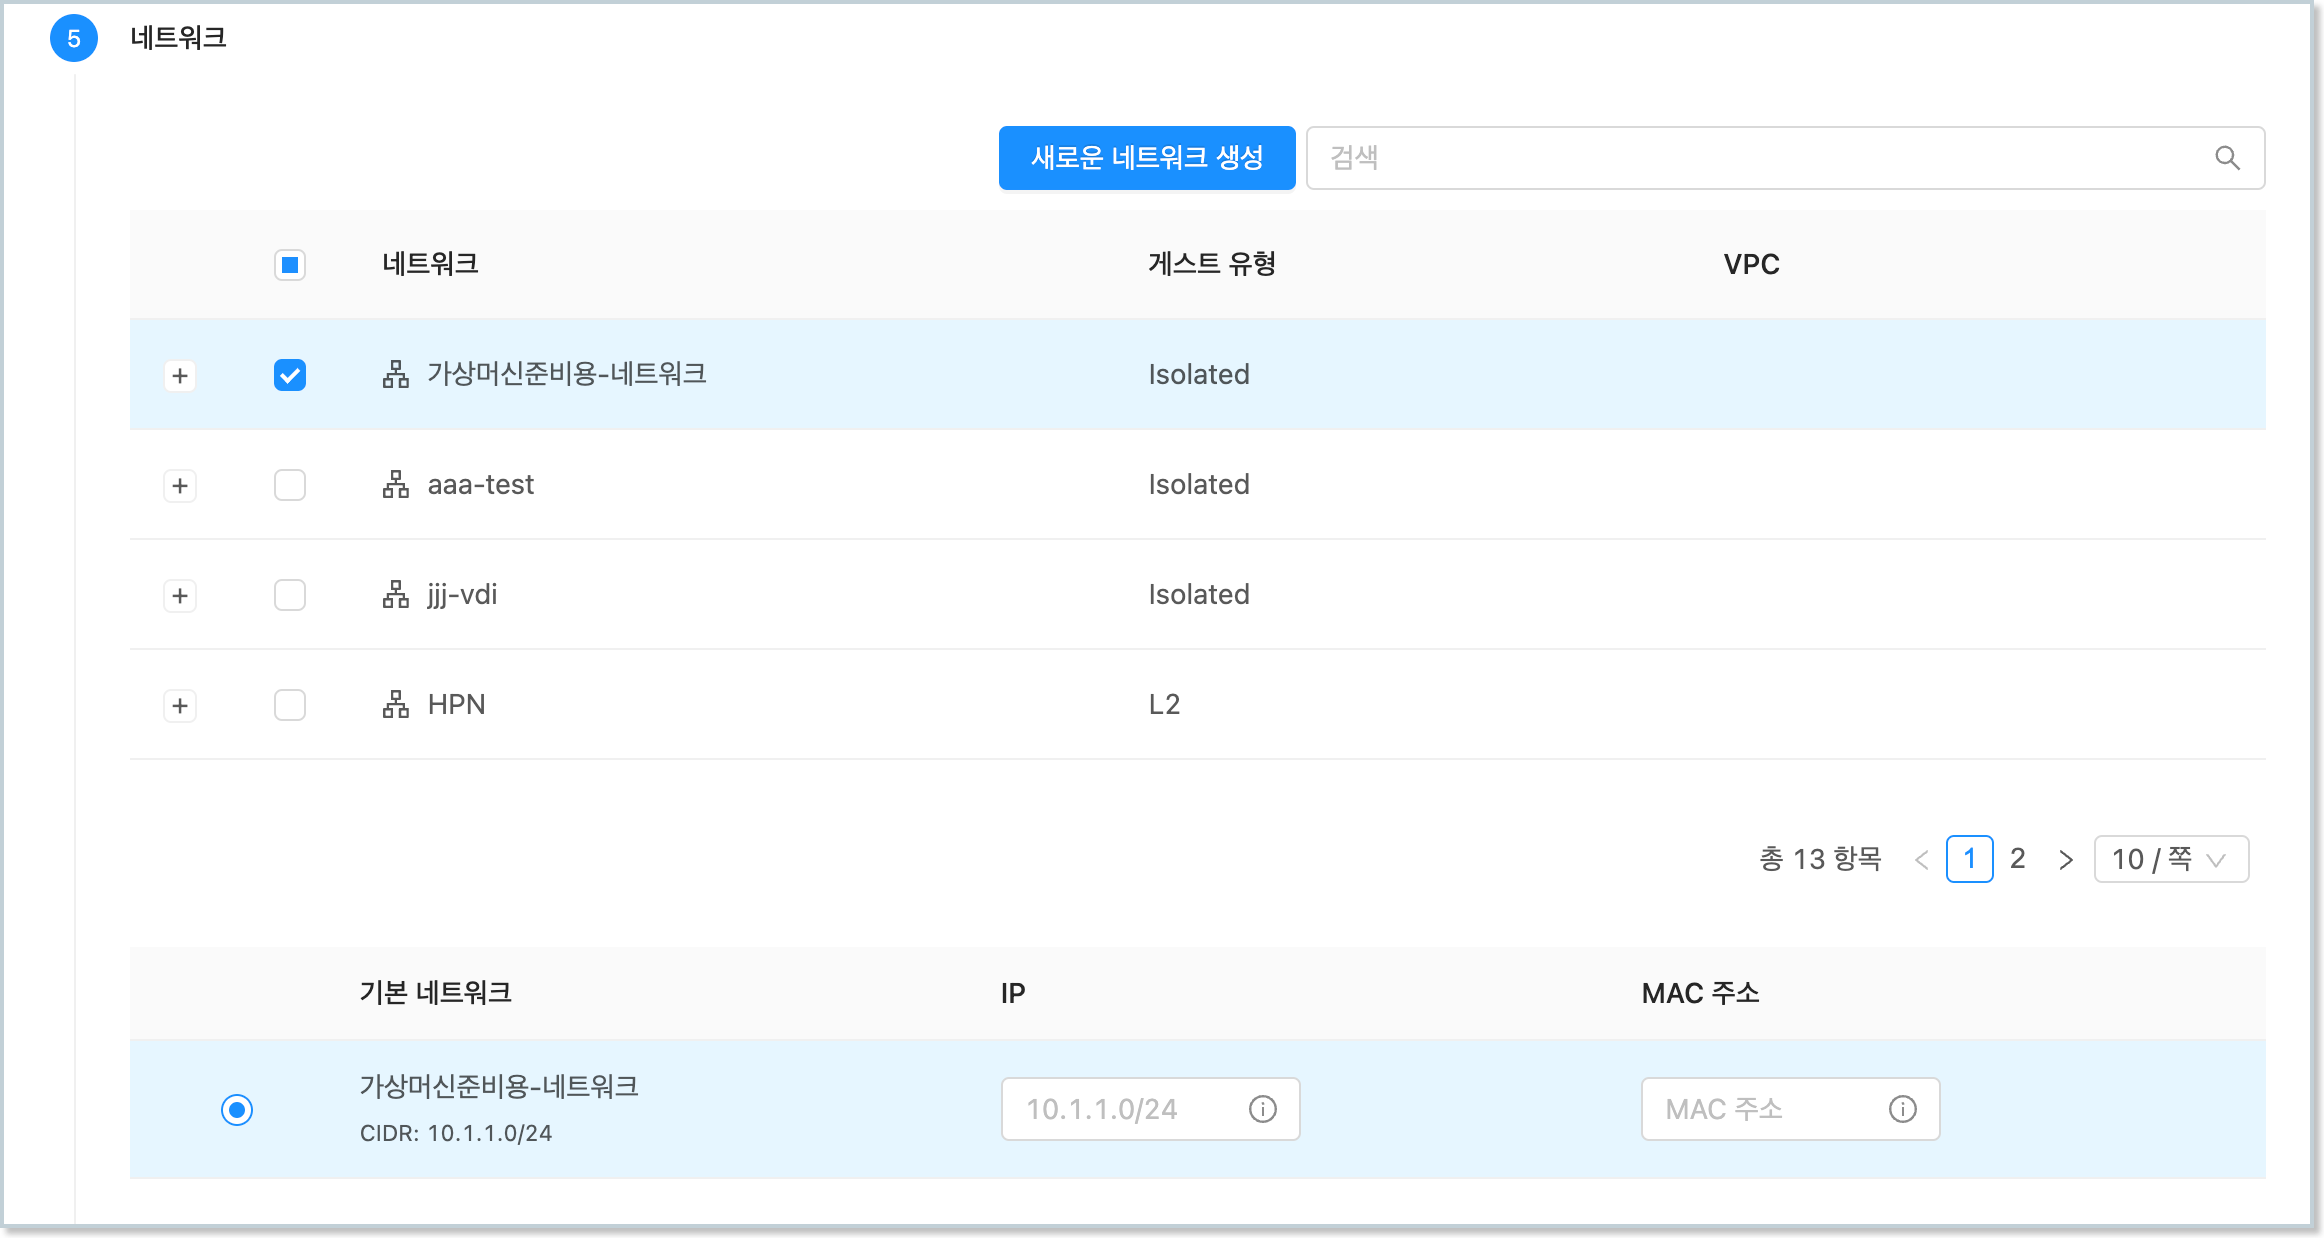 5 네트워크
새로운 네트워크 생성 검색
네트워크 게스트 유형 VPC
가상머신준비용-네트워크 Isolated
aaa-test Isolated
jjj-vdi Isolated
HPN L2
총 13 항목 < 1 2 > 10 / 쪽
기본 네트워크 IP MAC 주소
가상머신준비용-네트워크
CIDR: 10.1.1.0/24
10.1.1.0/24 MAC 주소